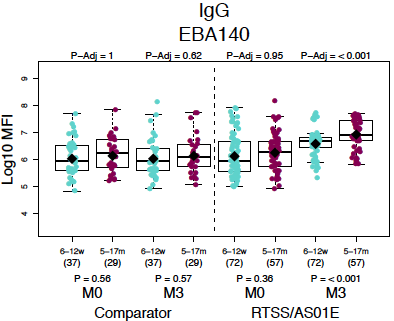 IgG
EBA140
P−Adj = 1 P−Adj = 0.62 P−Adj = 0.95 P−Adj = < 0.001
Log10 MFI
9
8
7
6
5
4
6−12w 5−17m 6−12w 5−17m 6−12w 5−17m 6−12w 5−17m
(37) (29) (37) (29) (72) (57) (72) (57)
P = 0.56 P = 0.57 P = 0.36 P = < 0.001
M0 M3 M0 M3
Comparator RTSS/AS01E